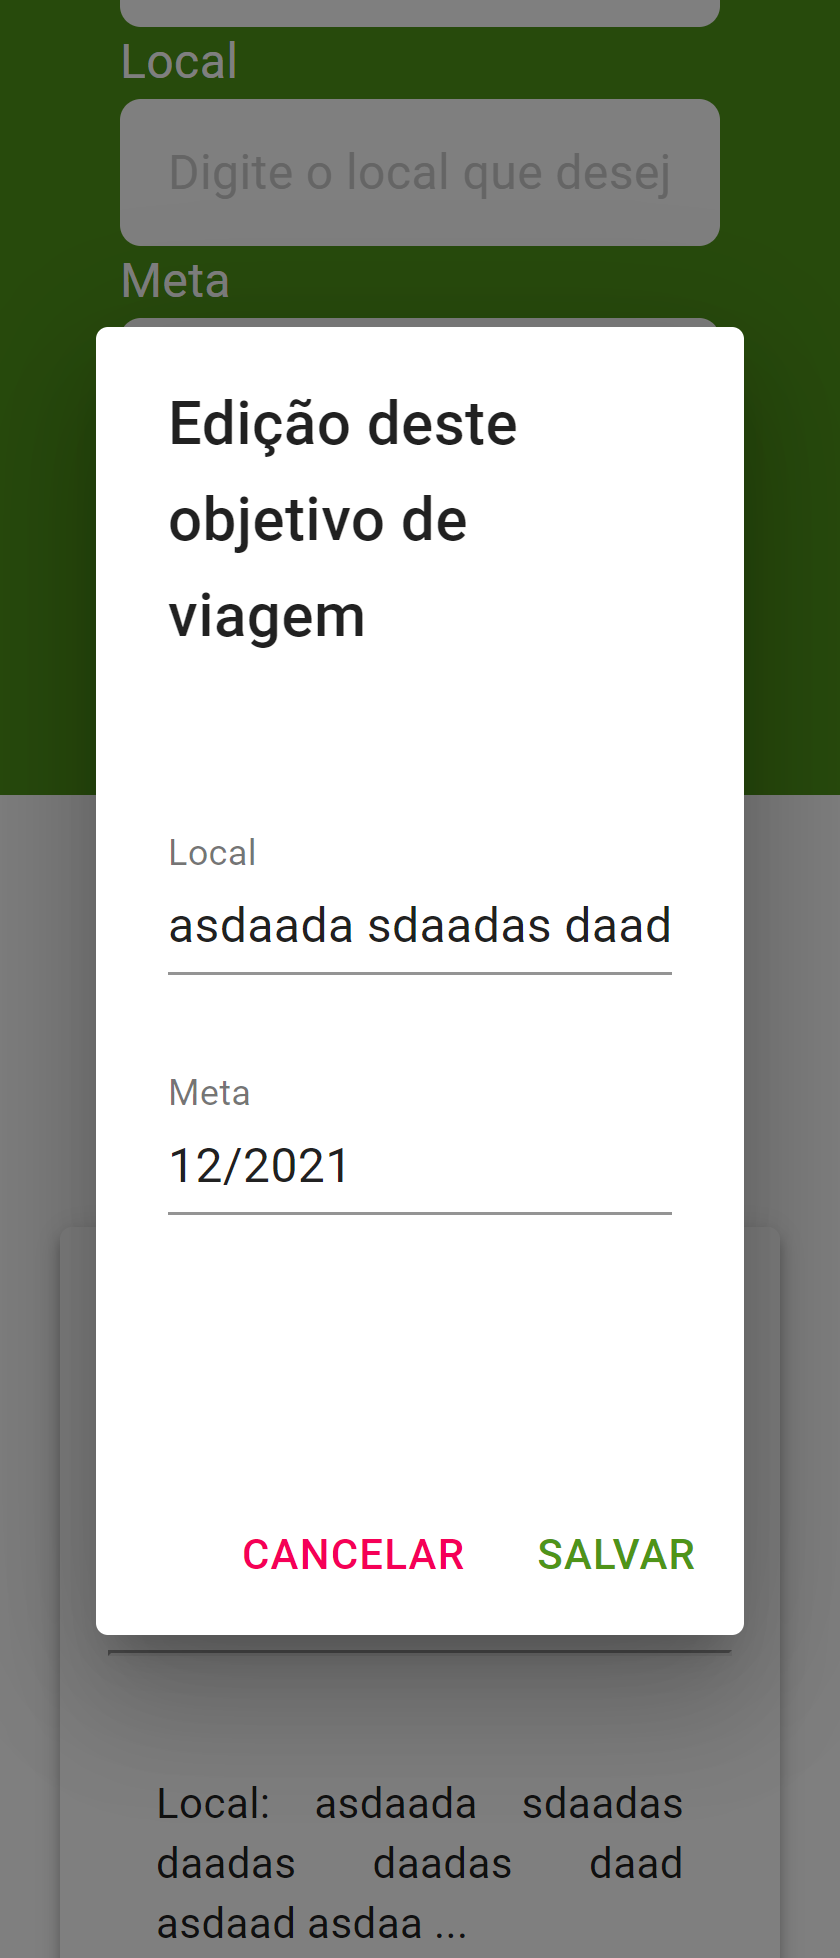 Local
Digite o local que desej
Meta
Edição deste
objetivo de
viagem
Local
asdaada sdaadas daad
Meta
12/2021
CANCELAR SALVAR
Local: asdaada sdaadas
daadas daadas daad
asdaad asdaa ...